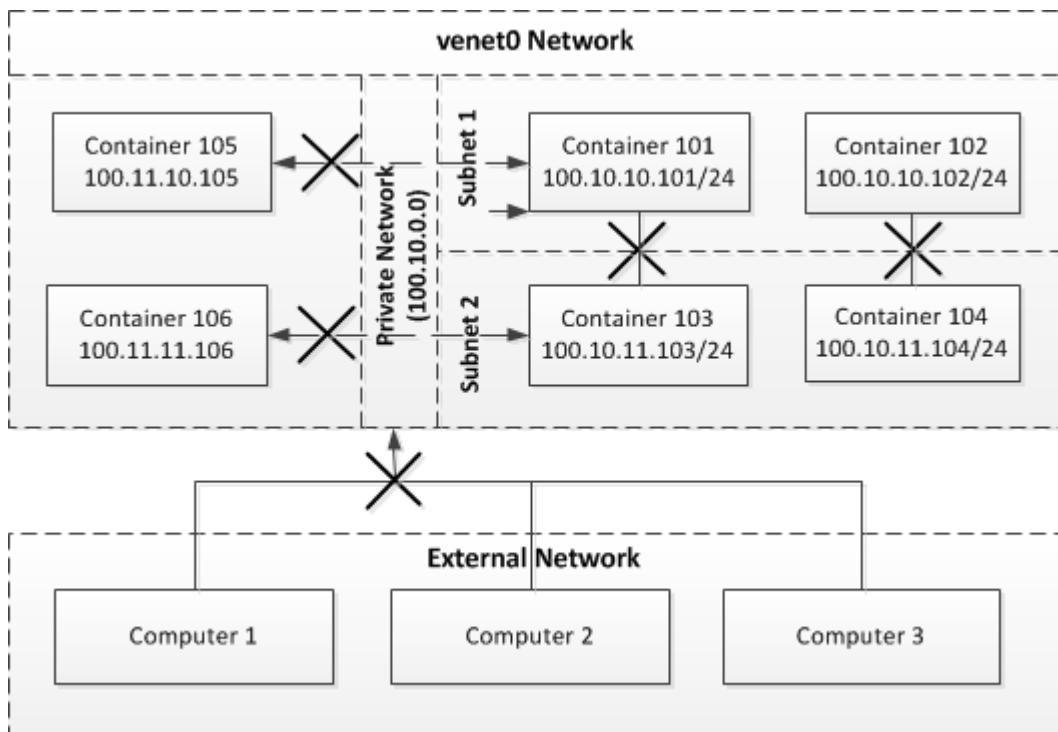 venet0 Network
Container 105
100.11.10.105
Container 106
100.11.11.106
Private Network
(100.10.0.0)
Subnet 1
Container 101
100.10.10.101/24
Container 102
100.10.10.102/24
Subnet 2
Container 103
100.10.11.103/24
Container 104
100.10.11.104/24
External Network
Computer 1
Computer 2
Computer 3